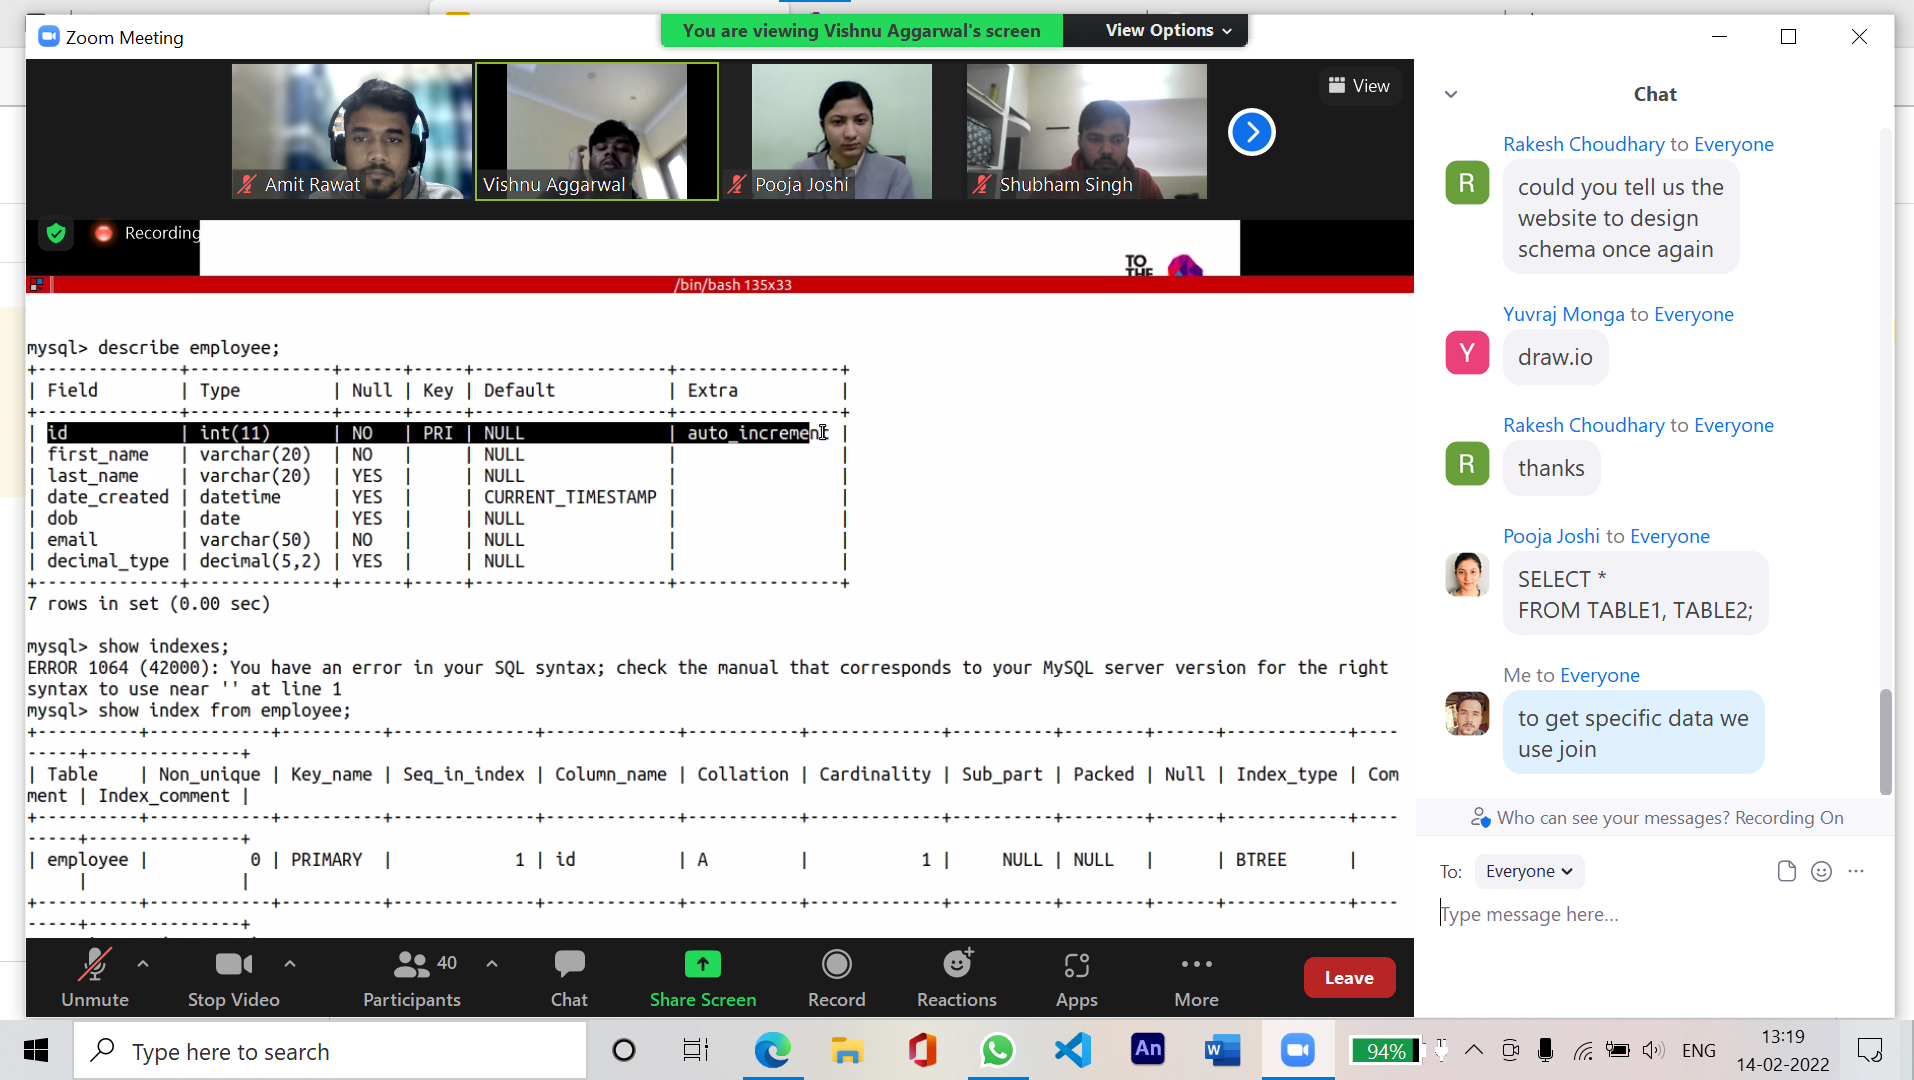 Zoom Meeting
You are viewing Vishnu Aggarwal's screen
View Options
View
Amit Rawat
Vishnu Aggarwal
Pooja Joshi
Shubham Singh
Recording
TO
THE
/bin/bash 135x33
mysql> describe employee;
+---------------+--------------+------+-----+-------------------+----------------+
| Field | Type | Null | Key | Default | Extra |
+---------------+--------------+------+-----+-------------------+----------------+
| id | int(11) | NO | PRI | NULL | auto_increment |
| first_name | varchar(20) | NO | | NULL | |
| last_name | varchar(20) | YES | | NULL | |
| date_created | datetime | YES | | CURRENT_TIMESTAMP | |
| dob | date | YES | | NULL | |
| email | varchar(50) | NO | | NULL | |
| decimal_type | decimal(5,2) | YES | | NULL | |
+---------------+--------------+------+-----+-------------------+----------------+
7 rows in set (0.00 sec)
mysql> show indexes;
ERROR 1064 (42000): You have an error in your SQL syntax; check the manual that corresponds to your MySQL server version for the right
syntax to use near '' at line 1
mysql> show index from employee;
| Table | Non_unique | Key_name | Seq_in_index | Column_name | Collation | Cardinality | Sub_part | Packed | Null | Index_type | Com
ment | Index_comment |
| employee | 0 | PRIMARY | 1 | id | A | 1 | NULL | NULL | | BTREE |
| |
Unmute
Stop Video
40
Participants
Chat
Share Screen
Record
Reactions
Apps
More
Leave
Chat
Rakesh Choudhary to Everyone
R
could you tell us the
website to design
schema once again
Yuvraj Monga to Everyone
Y
draw.io
Rakesh Choudhary to Everyone
R
thanks
Pooja Joshi to Everyone
SELECT *
FROM TABLE1, TABLE2;
Me to Everyone
to get specific data we
use join
Who can see your messages? Recording On
To: Everyone
Type message here...
Type here to search
An
W
94%
ENG
13:19
14-02-2022